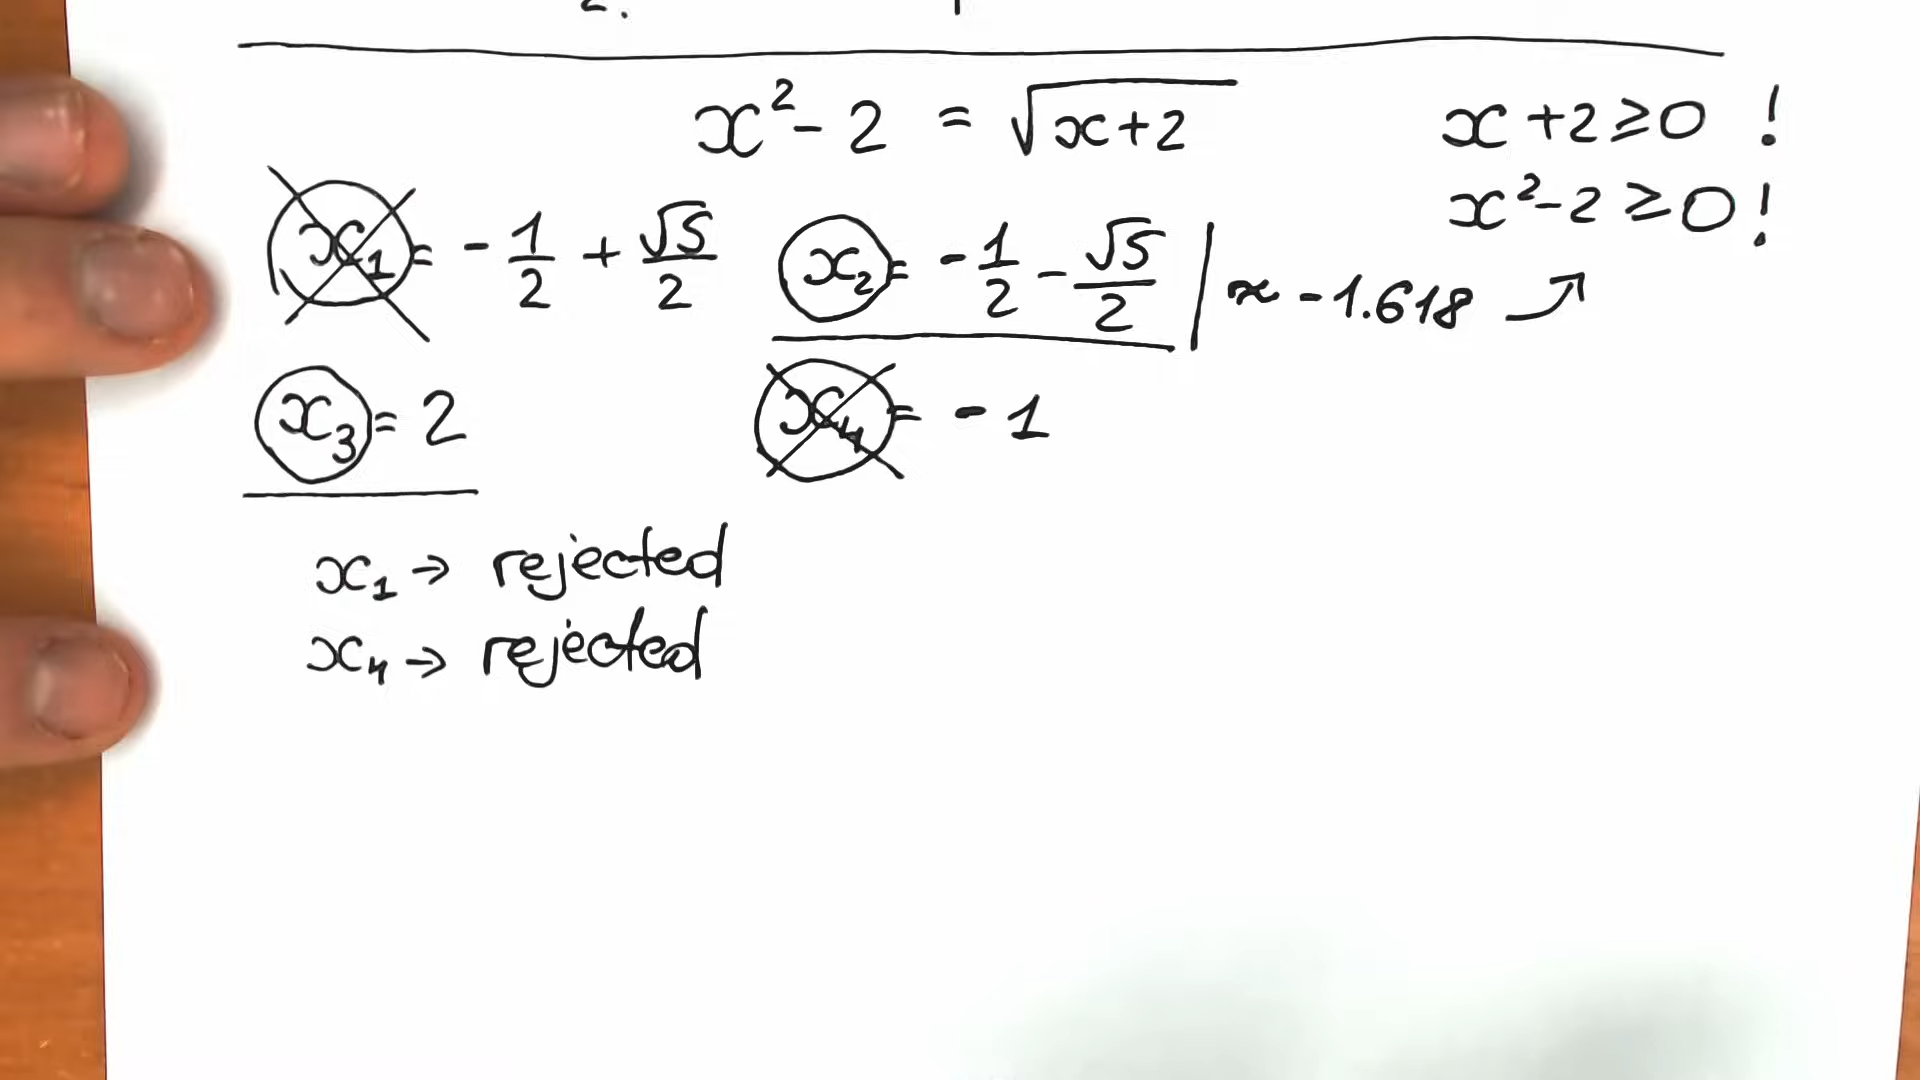 2.
x² - 2 = √(x+2)
x + 2 ≥ 0 !
x² - 2 ≥ 0 !
x₁ = - 1/2 + √5/2
x₂ = - 1/2 - √5/2 | ≈ -1.618
x₃ = 2
x₄ = - 1
x₁ → rejected
x₄ → rejected